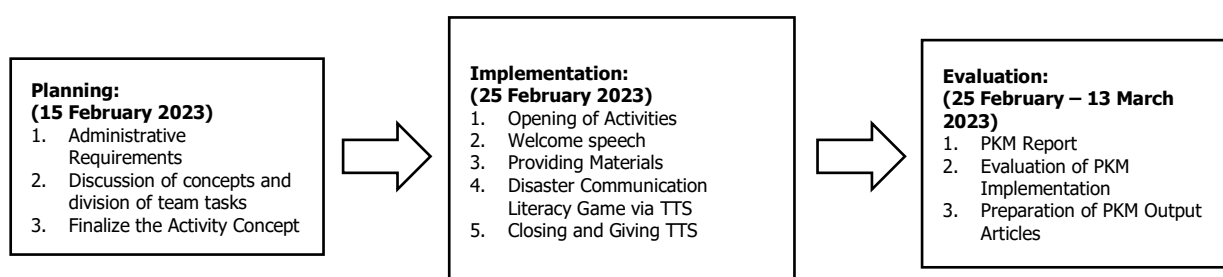 Planning:
(15 February 2023)
1. Administrative
Requirements
2. Discussion of concepts and
division of team tasks
3. Finalize the Activity Concept
Implementation:
(25 February 2023)
1. Opening of Activities
2. Welcome speech
3. Providing Materials
4. Disaster Communication
Literacy Game via TTS
5. Closing and Giving TTS
Evaluation:
(25 February – 13 March
2023)
1. PKM Report
2. Evaluation of PKM
Implementation
3. Preparation of PKM Output
Articles